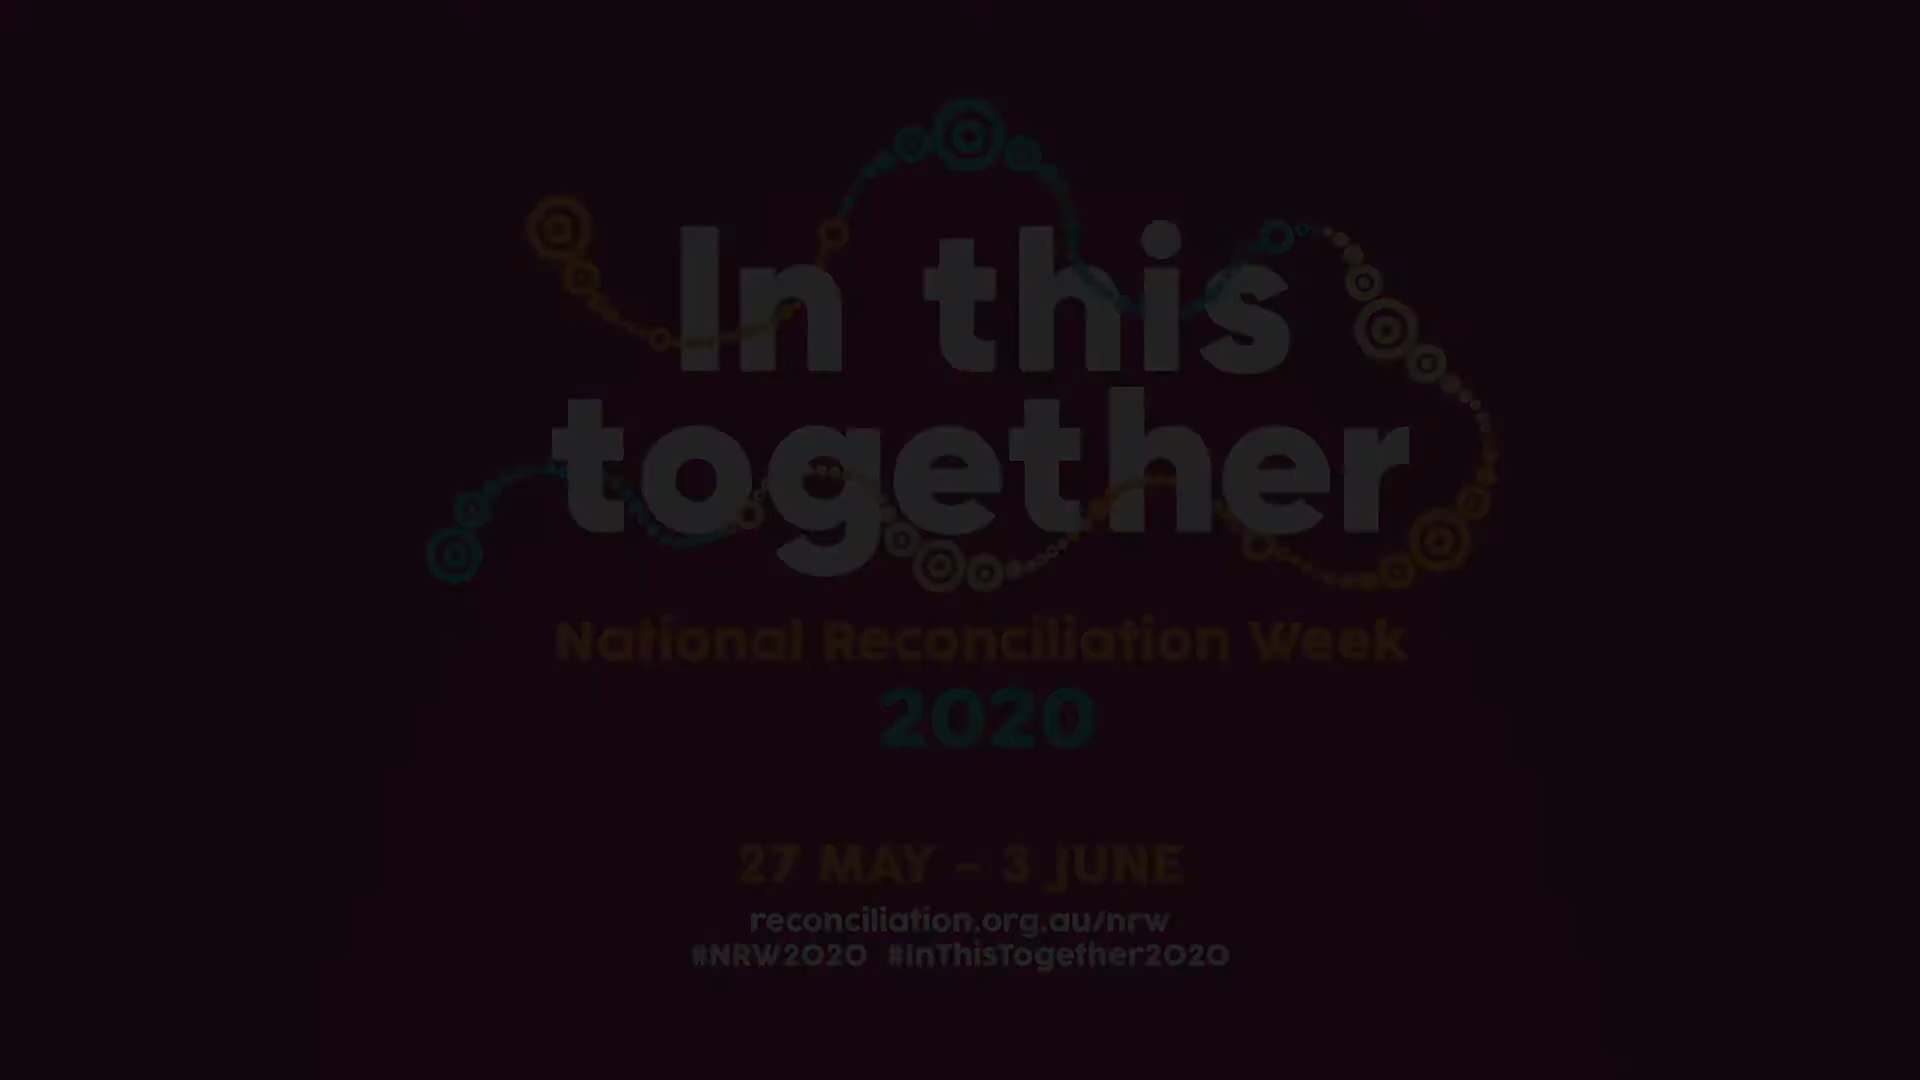 In this
together
National Reconciliation Week
2020
27 MAY – 3 JUNE
reconciliation.org.au/nrw
#NRW2020 #InThisTogether2020